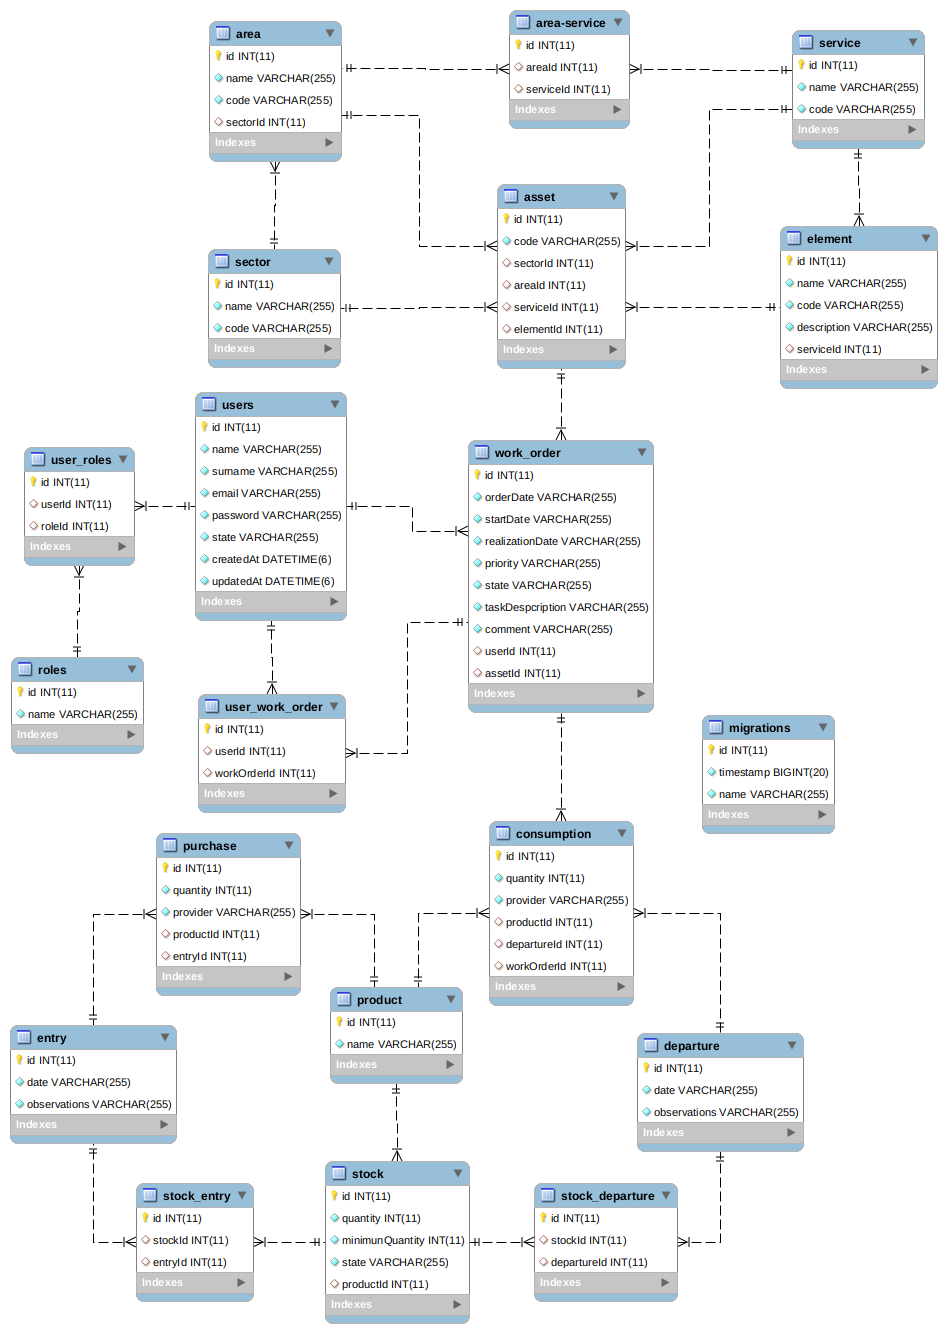 area
id INT(11)
name VARCHAR(255)
code VARCHAR(255)
sectorId INT(11)
Indexes
area-service
id INT(11)
areaId INT(11)
serviceId INT(11)
Indexes
service
id INT(11)
name VARCHAR(255)
code VARCHAR(255)
Indexes
asset
id INT(11)
code VARCHAR(255)
sectorId INT(11)
areaId INT(11)
serviceId INT(11)
elementId INT(11)
Indexes
sector
id INT(11)
name VARCHAR(255)
code VARCHAR(255)
Indexes
element
id INT(11)
name VARCHAR(255)
code VARCHAR(255)
description VARCHAR(255)
serviceId INT(11)
Indexes
users
id INT(11)
name VARCHAR(255)
surname VARCHAR(255)
email VARCHAR(255)
password VARCHAR(255)
state VARCHAR(255)
createdAt DATETIME(6)
updatedAt DATETIME(6)
Indexes
user_roles
id INT(11)
userId INT(11)
roleId INT(11)
Indexes
work_order
id INT(11)
orderDate VARCHAR(255)
startDate VARCHAR(255)
realizationDate VARCHAR(255)
priority VARCHAR(255)
state VARCHAR(255)
taskDespcription VARCHAR(255)
comment VARCHAR(255)
userId INT(11)
assetId INT(11)
Indexes
roles
id INT(11)
name VARCHAR(255)
Indexes
user_work_order
id INT(11)
userId INT(11)
workOrderId INT(11)
Indexes
migrations
id INT(11)
timestamp BIGINT(20)
name VARCHAR(255)
Indexes
purchase
id INT(11)
quantity INT(11)
provider VARCHAR(255)
productId INT(11)
entryId INT(11)
Indexes
consumption
id INT(11)
quantity INT(11)
provider VARCHAR(255)
productId INT(11)
departureId INT(11)
workOrderId INT(11)
Indexes
product
id INT(11)
name VARCHAR(255)
Indexes
entry
id INT(11)
date VARCHAR(255)
observations VARCHAR(255)
Indexes
departure
id INT(11)
date VARCHAR(255)
observations VARCHAR(255)
Indexes
stock_entry
id INT(11)
stockId INT(11)
entryId INT(11)
Indexes
stock
id INT(11)
quantity INT(11)
minimunQuantity INT(11)
state VARCHAR(255)
productId INT(11)
Indexes
stock_departure
id INT(11)
stockId INT(11)
departureId INT(11)
Indexes